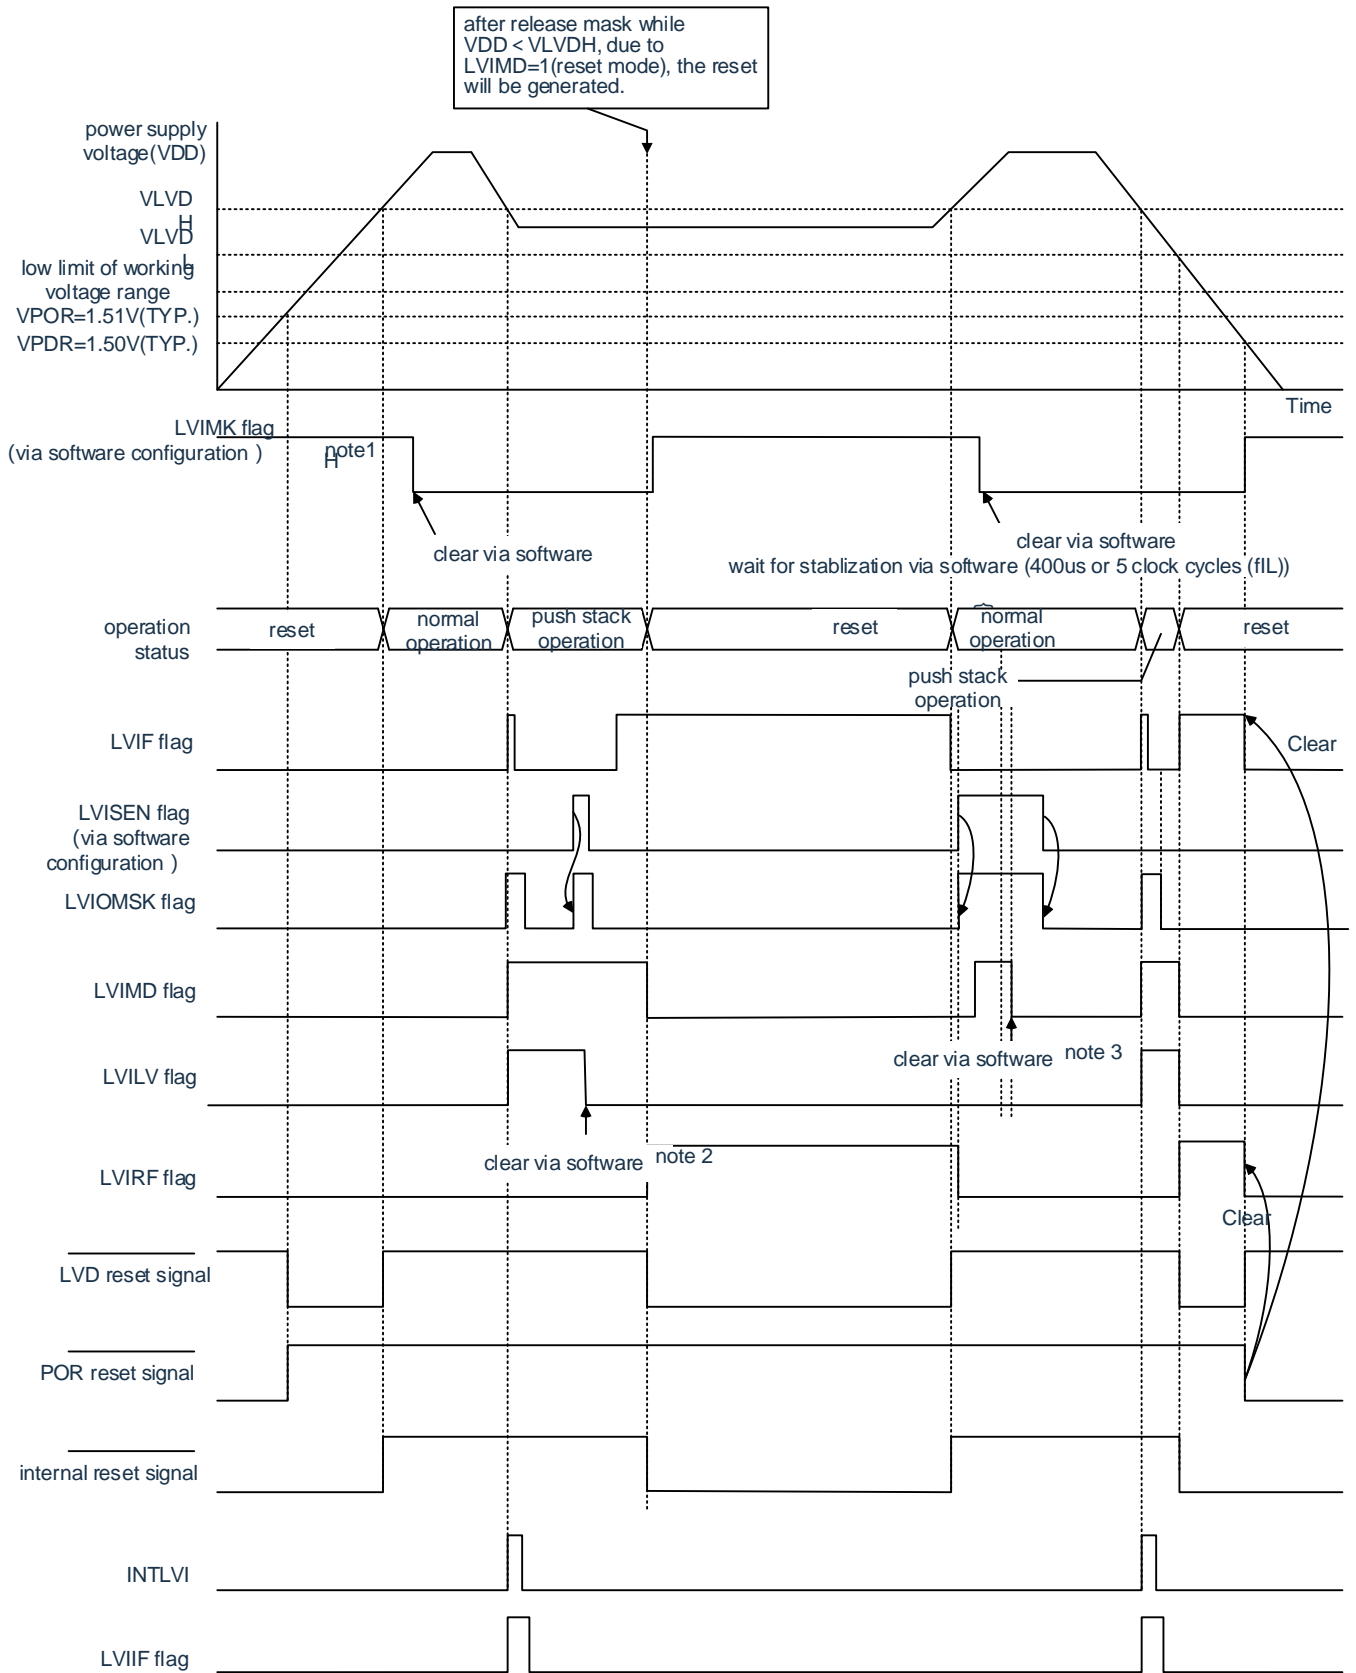 after release mask while
VDD < VLVDH, due to
LVIMD=1(reset mode), the reset
will be generated.
power supply
voltage(VDD)
VLVD
H
VLVD
L
low limit of working
voltage range
VPOR=1.51V(TYP.)
VPDR=1.50V(TYP.)
Time
LVIMK flag
(via software configuration )
note1
H
clear via software
clear via software
wait for stablization via software (400us or 5 clock cycles (fIL))
operation
status
reset
normal
operation
push stack
operation
reset
normal
operation
reset
push stack
operation
LVIF flag
Clear
LVISEN flag
(via software
configuration )
LVIOMSK flag
LVIMD flag
clear via software
note 3
LVILV flag
clear via software
note 2
LVIRF flag
Clear
LVD reset signal
POR reset signal
internal reset signal
INTLVI
LVIIF flag